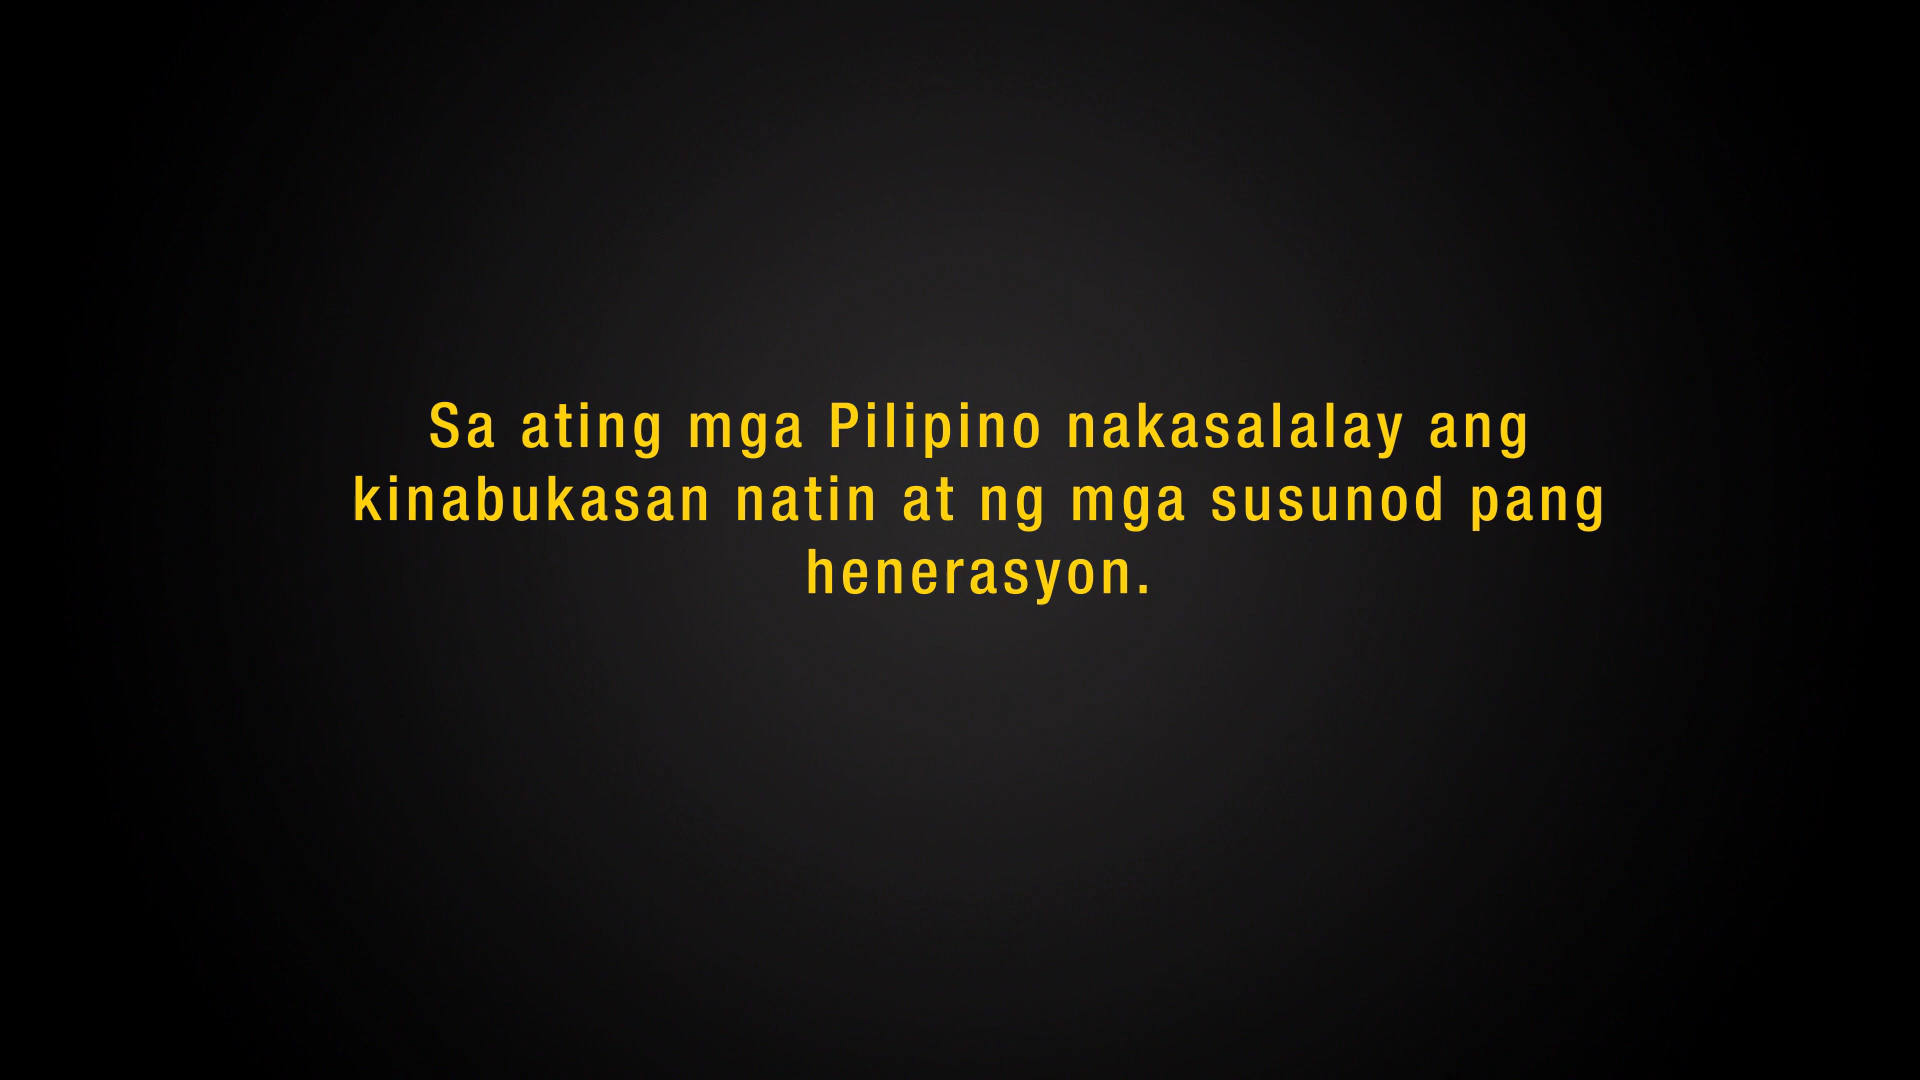 Sa ating mga Pilipino nakasalalay ang
kinabukasan natin at ng mga susunod pang
henerasyon.